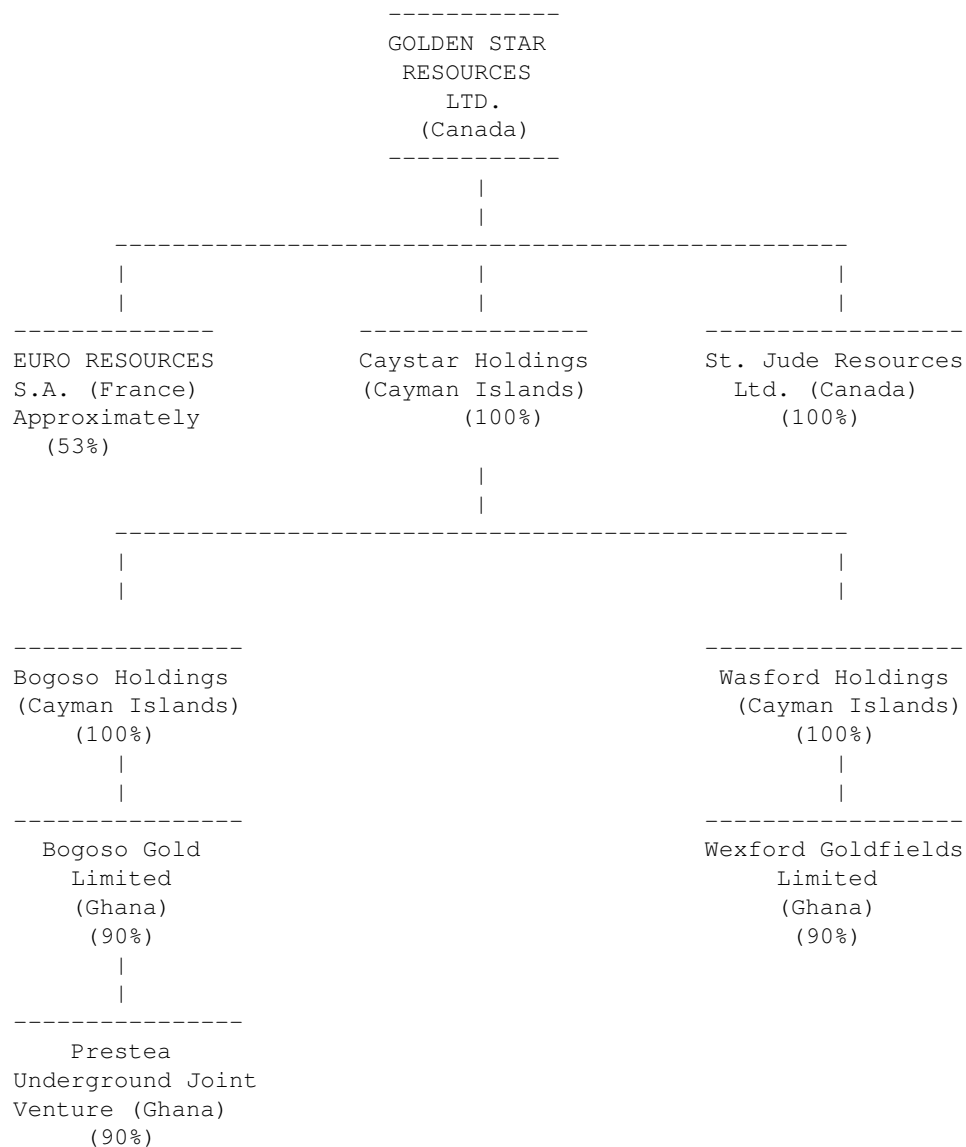 GOLDEN STAR
RESOURCES
LTD.
(Canada)
EURO RESOURCES
S.A. (France)
Approximately
(53%)
Caystar Holdings
(Cayman Islands)
(100%)
St. Jude Resources
Ltd. (Canada)
(100%)
Bogoso Holdings
(Cayman Islands)
(100%)
Wasford Holdings
(Cayman Islands)
(100%)
Bogoso Gold
Limited
(Ghana)
(90%)
Wexford Goldfields
Limited
(Ghana)
(90%)
Prestea
Underground Joint
Venture (Ghana)
(90%)